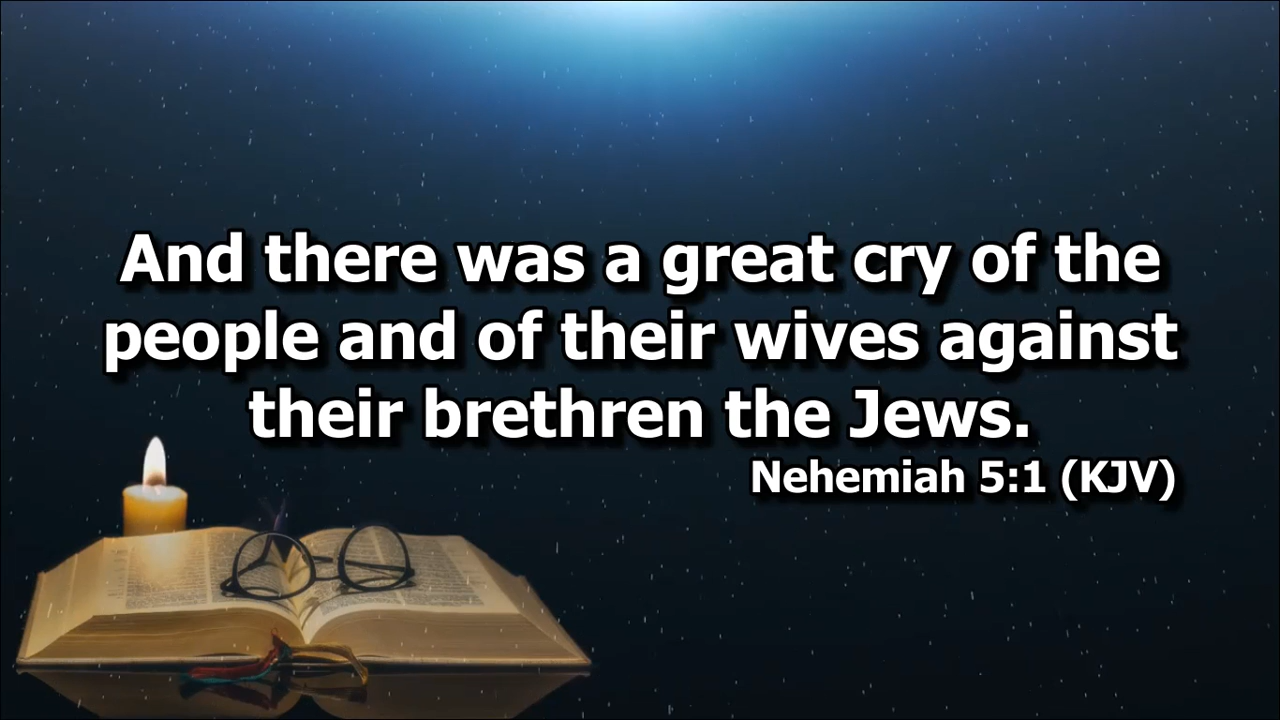 And there was a great cry of the
people and of their wives against
their brethren the Jews.
Nehemiah 5:1 (KJV)